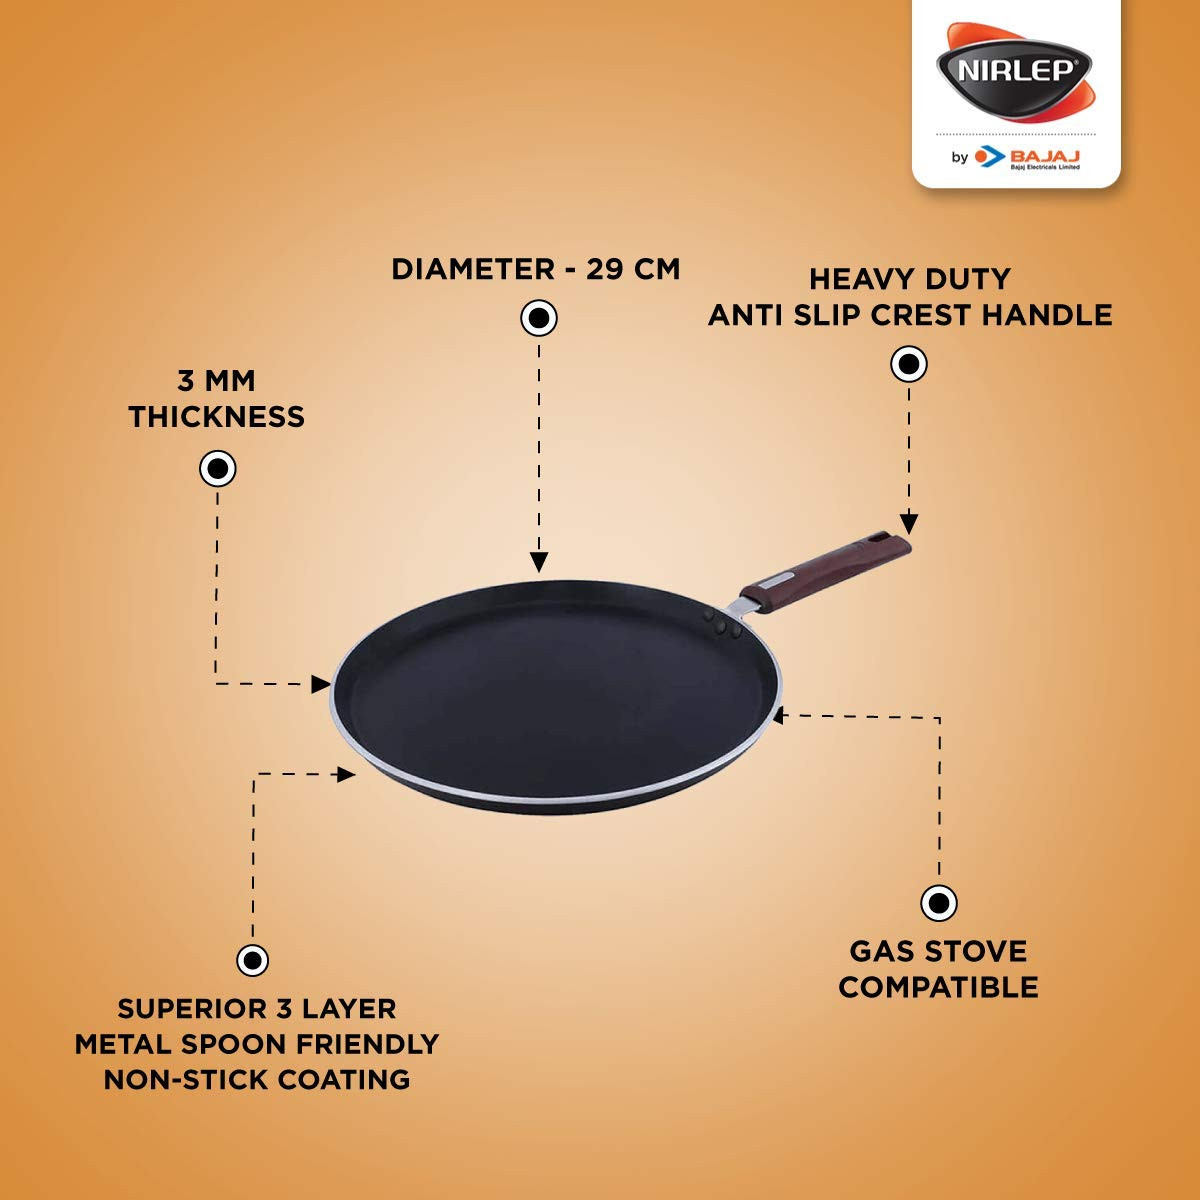 NIRLEP®
by BAJAJ
Bajaj Electricals Limited
DIAMETER - 29 CM
HEAVY DUTY
ANTI SLIP CREST HANDLE
3 MM
THICKNESS
GAS STOVE
COMPATIBLE
SUPERIOR 3 LAYER
METAL SPOON FRIENDLY
NON-STICK COATING